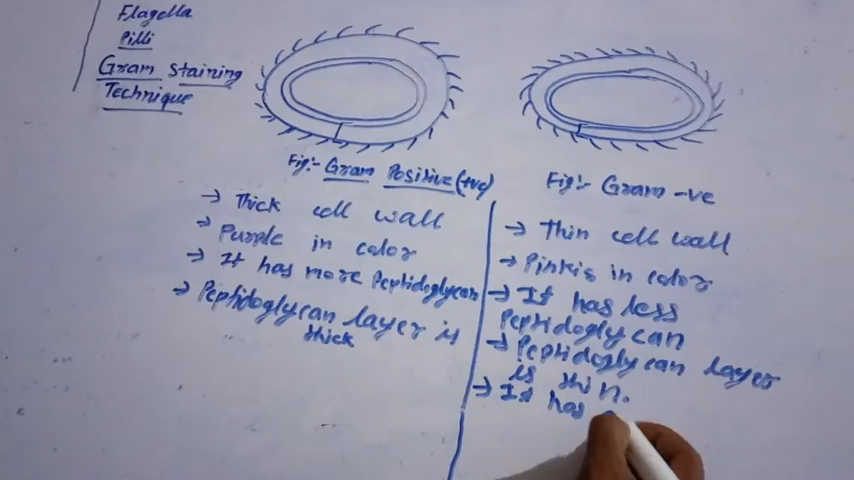 Flagella
Pilli
Gram staining
Technique
Fig:- Gram Positive (+ve)
→ Thick cell wall
→ Purple in color
→ It has more Peptidoglycan
→ Peptidoglycan layer is
thick
Fig:- Gram -ve
→ Thin cell wall
→ Pinkis in color
→ It has less
Peptidoglycan
→ Peptidoglycan layer
is thin.
→ It has